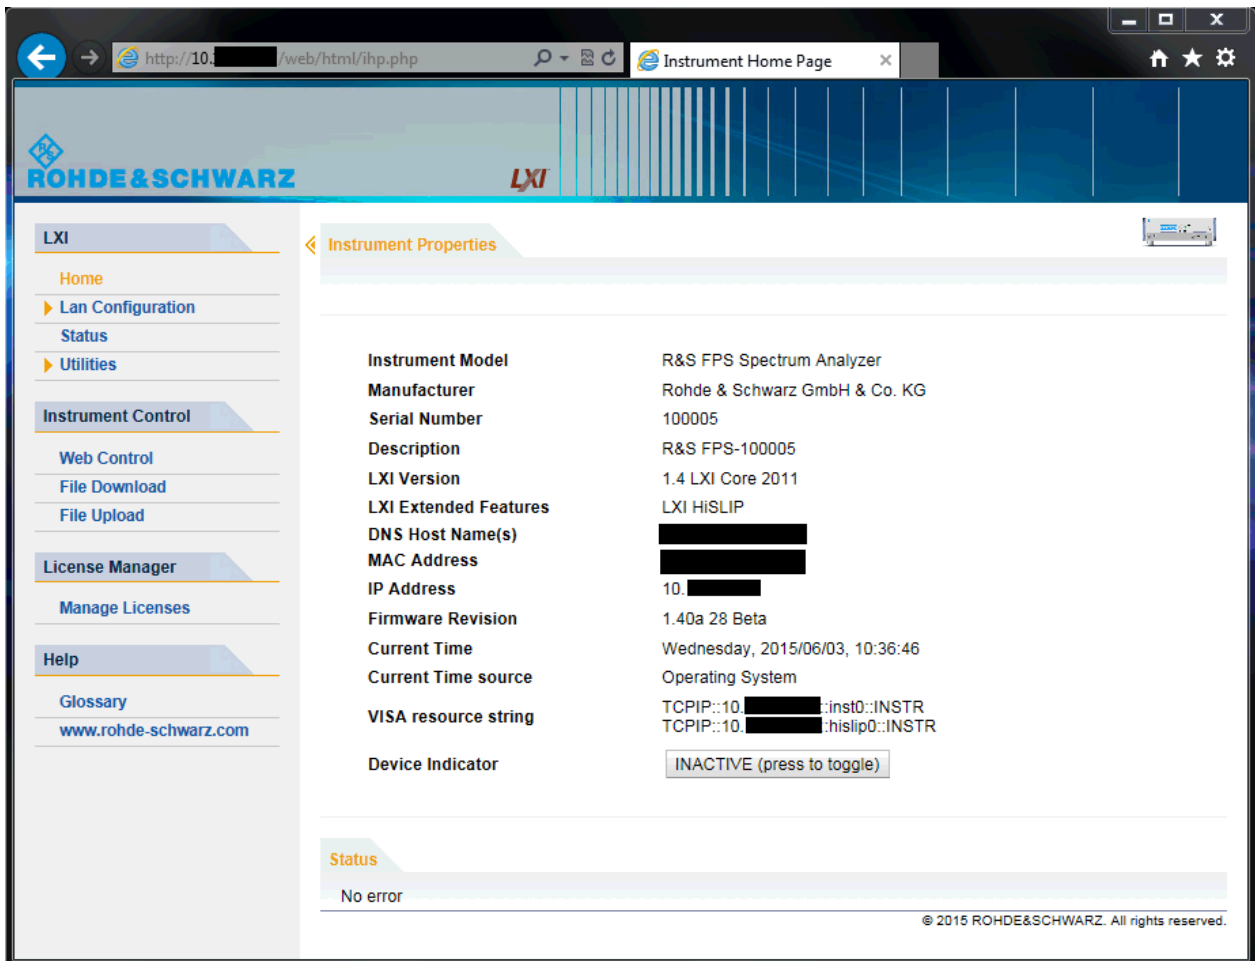 http://10. /web/html/ihp.php
Instrument Home Page
ROHDE&SCHWARZ
LXI
LXI
Home
Lan Configuration
Status
Utilities
Instrument Control
Web Control
File Download
File Upload
License Manager
Manage Licenses
Help
Glossary
www.rohde-schwarz.com
Instrument Properties
Instrument Model R&S FPS Spectrum Analyzer
Manufacturer Rohde & Schwarz GmbH & Co. KG
Serial Number 100005
Description R&S FPS-100005
LXI Version 1.4 LXI Core 2011
LXI Extended Features LXI HiSLIP
DNS Host Name(s)
MAC Address
IP Address 10.
Firmware Revision 1.40a 28 Beta
Current Time Wednesday, 2015/06/03, 10:36:46
Current Time source Operating System
VISA resource string TCPIP::10. ::inst0::INSTR
TCPIP::10. ::hislip0::INSTR
Device Indicator INACTIVE (press to toggle)
Status
No error
© 2015 ROHDE&SCHWARZ. All rights reserved.